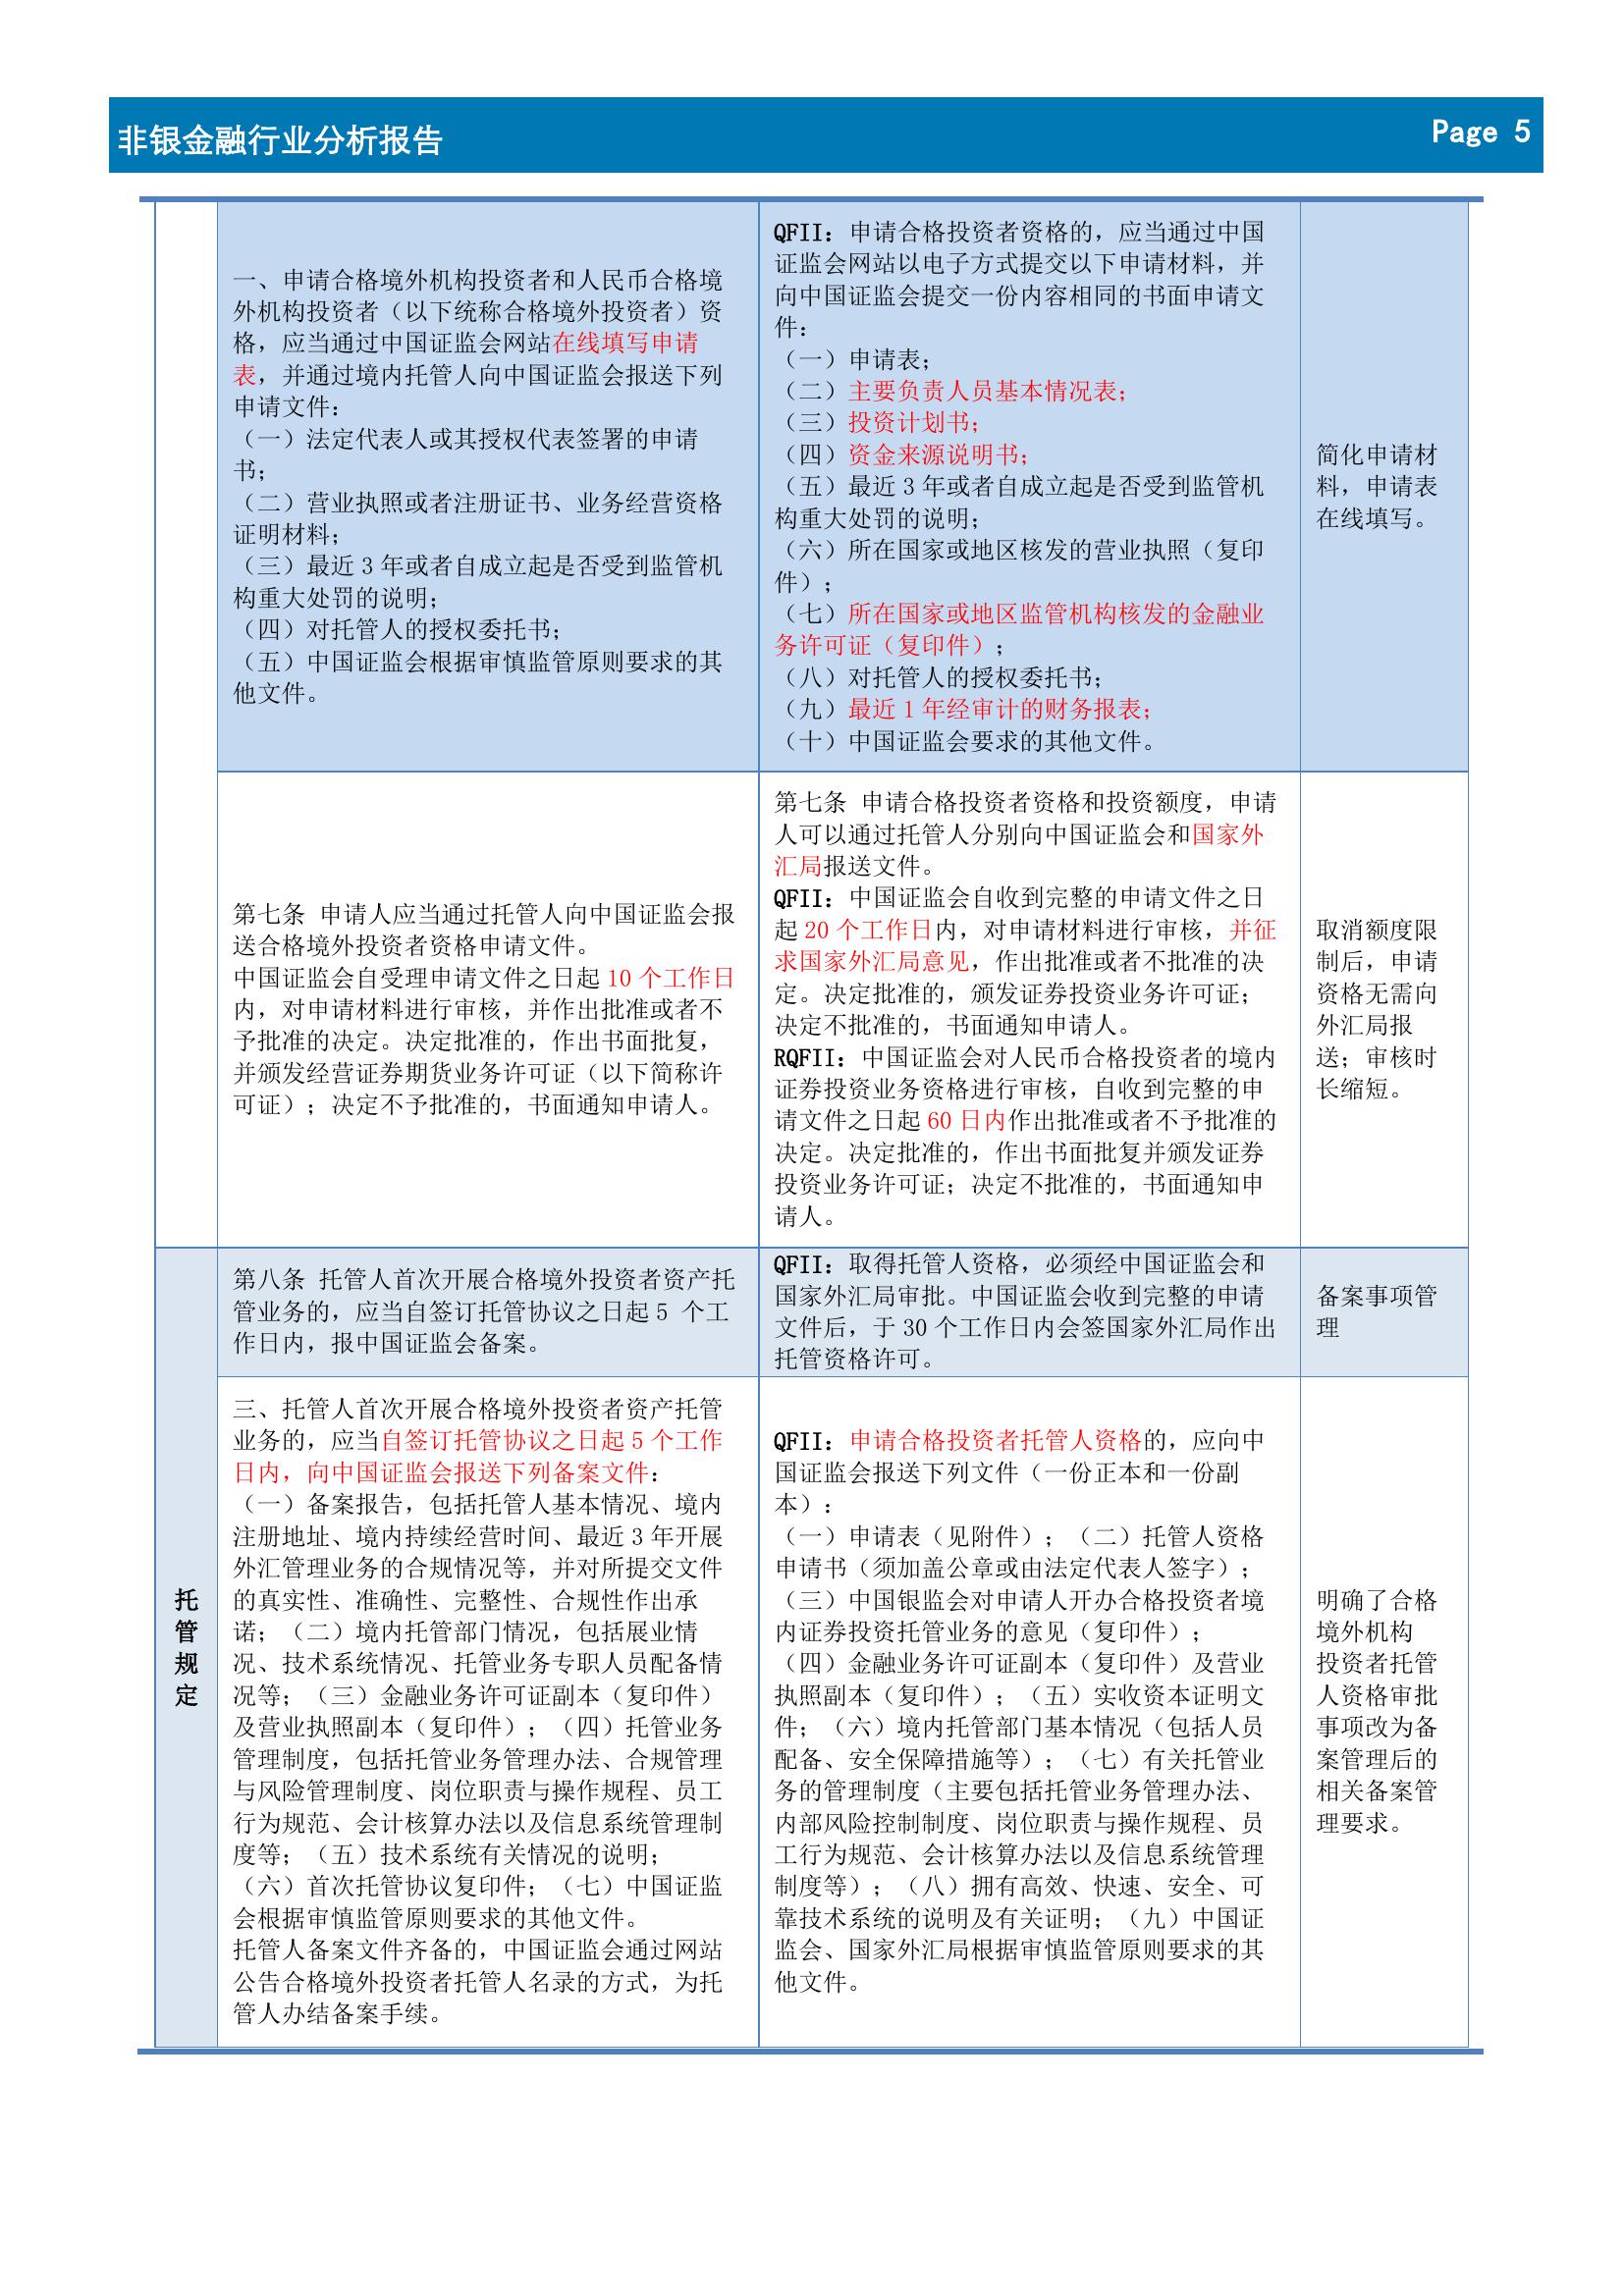 非银金融行业分析报告
Page 5
一、申请合格境外机构投资者和人民币合格境
外机构投资者（以下统称合格境外投资者）资
格，应当通过中国证监会网站在线填写申请
表，并通过境内托管人向中国证监会报送下列
申请文件：
（一）法定代表人或其授权代表签署的申请
书；
（二）营业执照或者注册证书、业务经营资格
证明材料；
（三）最近 3 年或者自成立起是否受到监管机
构重大处罚的说明；
（四）对托管人的授权委托书；
（五）中国证监会根据审慎监管原则要求的其
他文件。
QFII：申请合格投资者资格的，应当通过中国
证监会网站以电子方式提交以下申请材料，并
向中国证监会提交一份内容相同的书面申请文
件：
（一）申请表；
（二）主要负责人员基本情况表；
（三）投资计划书；
（四）资金来源说明书；
（五）最近 3 年或者自成立起是否受到监管机
构重大处罚的说明；
（六）所在国家或地区核发的营业执照（复印
件）；
（七）所在国家或地区监管机构核发的金融业
务许可证（复印件）；
（八）对托管人的授权委托书；
（九）最近 1 年经审计的财务报表；
（十）中国证监会要求的其他文件。
简化申请材
料，申请表
在线填写。
第七条 申请人应当通过托管人向中国证监会报
送合格境外投资者资格申请文件。
中国证监会自受理申请文件之日起 10 个工作日
内，对申请材料进行审核，并作出批准或者不
予批准的决定。决定批准的，作出书面批复，
并颁发经营证券期货业务许可证（以下简称许
可证）；决定不予批准的，书面通知申请人。
第七条 申请合格投资者资格和投资额度，申请
人可以通过托管人分别向中国证监会和国家外
汇局报送文件。
QFII：中国证监会自收到完整的申请文件之日
起 20 个工作日内，对申请材料进行审核，并征
求国家外汇局意见，作出批准或者不批准的决
定。决定批准的，颁发证券投资业务许可证；
决定不批准的，书面通知申请人。
RQFII：中国证监会对人民币合格投资者的境内
证券投资业务资格进行审核，自收到完整的申
请文件之日起 60 日内作出批准或者不予批准的
决定。决定批准的，作出书面批复并颁发证券
投资业务许可证；决定不批准的，书面通知申
请人。
取消额度限
制后，申请
资格无需向
外汇局报
送；审核时
长缩短。
托
管
规
定
第八条 托管人首次开展合格境外投资者资产托
管业务的，应当自签订托管协议之日起 5 个工
作日内，报中国证监会备案。
QFII：取得托管人资格，必须经中国证监会和
国家外汇局审批。中国证监会收到完整的申请
文件后，于 30 个工作日内会签国家外汇局作出
托管资格许可。
备案事项管
理
三、托管人首次开展合格境外投资者资产托管
业务的，应当自签订托管协议之日起 5 个工作
日内，向中国证监会报送下列备案文件：
（一）备案报告，包括托管人基本情况、境内
注册地址、境内持续经营时间、最近 3 年开展
外汇管理业务的合规情况等，并对所提交文件
的真实性、准确性、完整性、合规性作出承
诺；（二）境内托管部门情况，包括展业情
况、技术系统情况、托管业务专职人员配备情
况等；（三）金融业务许可证副本（复印件）
及营业执照副本（复印件）；（四）托管业务
管理制度，包括托管业务管理办法、合规管理
与风险管理制度、岗位职责与操作规程、员工
行为规范、会计核算办法以及信息系统管理制
度等；（五）技术系统有关情况的说明；
（六）首次托管协议复印件；（七）中国证监
会根据审慎监管原则要求的其他文件。
托管人备案文件齐备的，中国证监会通过网站
公告合格境外投资者托管人名录的方式，为托
管人办结备案手续。
QFII：申请合格投资者托管人资格的，应向中
国证监会报送下列文件（一份正本和一份副
本）：
（一）申请表（见附件）；（二）托管人资格
申请书（须加盖公章或由法定代表人签字）；
（三）中国银监会对申请人开办合格投资者境
内证券投资托管业务的意见（复印件）；
（四）金融业务许可证副本（复印件）及营业
执照副本（复印件）；（五）实收资本证明文
件；（六）境内托管部门基本情况（包括人员
配备、安全保障措施等）；（七）有关托管业
务的管理制度（主要包括托管业务管理办法、
内部风险控制制度、岗位职责与操作规程、员
工行为规范、会计核算办法以及信息系统管理
制度等）；（八）拥有高效、快速、安全、可
靠技术系统的说明及有关证明；（九）中国证
监会、国家外汇局根据审慎监管原则要求的其
他文件。
明确了合格
境外机构
投资者托管
人资格审批
事项改为备
案管理后的
相关备案管
理要求。